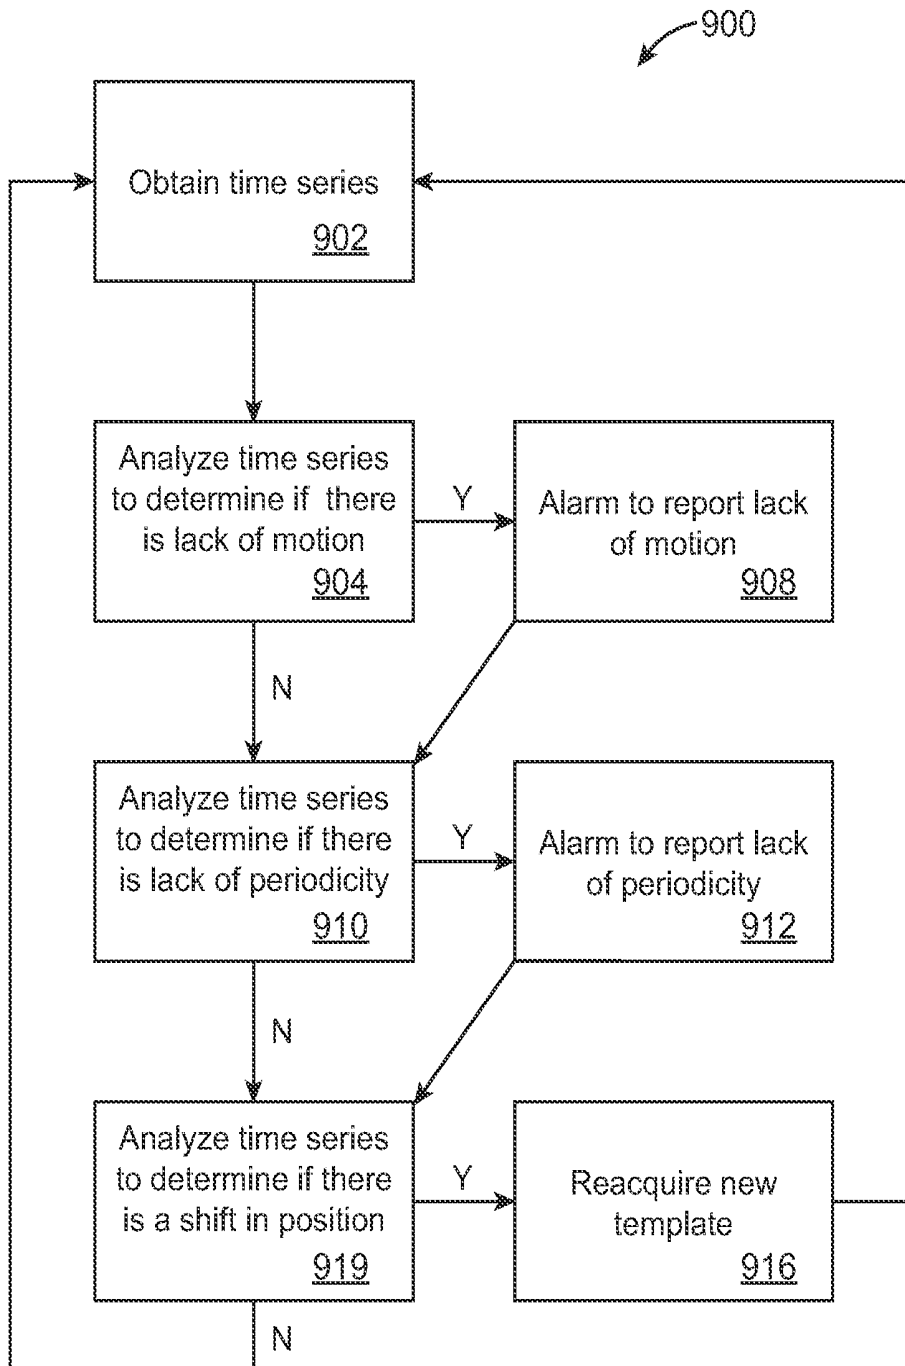 900
Obtain time series
902
Analyze time series
to determine if there
is lack of motion
904
Y
Alarm to report lack
of motion
908
N
Analyze time series
to determine if there
is lack of periodicity
910
Y
Alarm to report lack
of periodicity
912
N
Analyze time series
to determine if there
is a shift in position
919
Y
Reacquire new
template
916
N